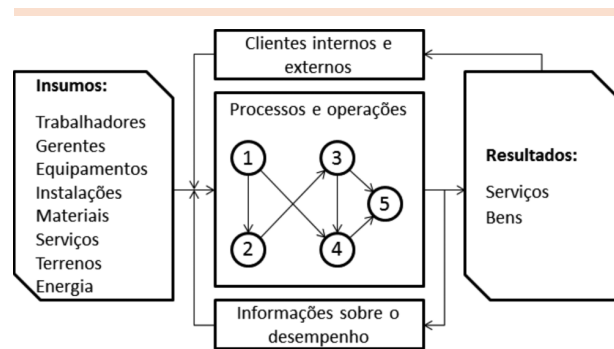 Clientes internos e
externos
Insumos:
Trabalhadores
Gerentes
Equipamentos
Instalações
Materiais
Serviços
Terrenos
Energia
Processos e operações
1
3
5
2
4
Resultados:
Serviços
Bens
Informações sobre o
desempenho